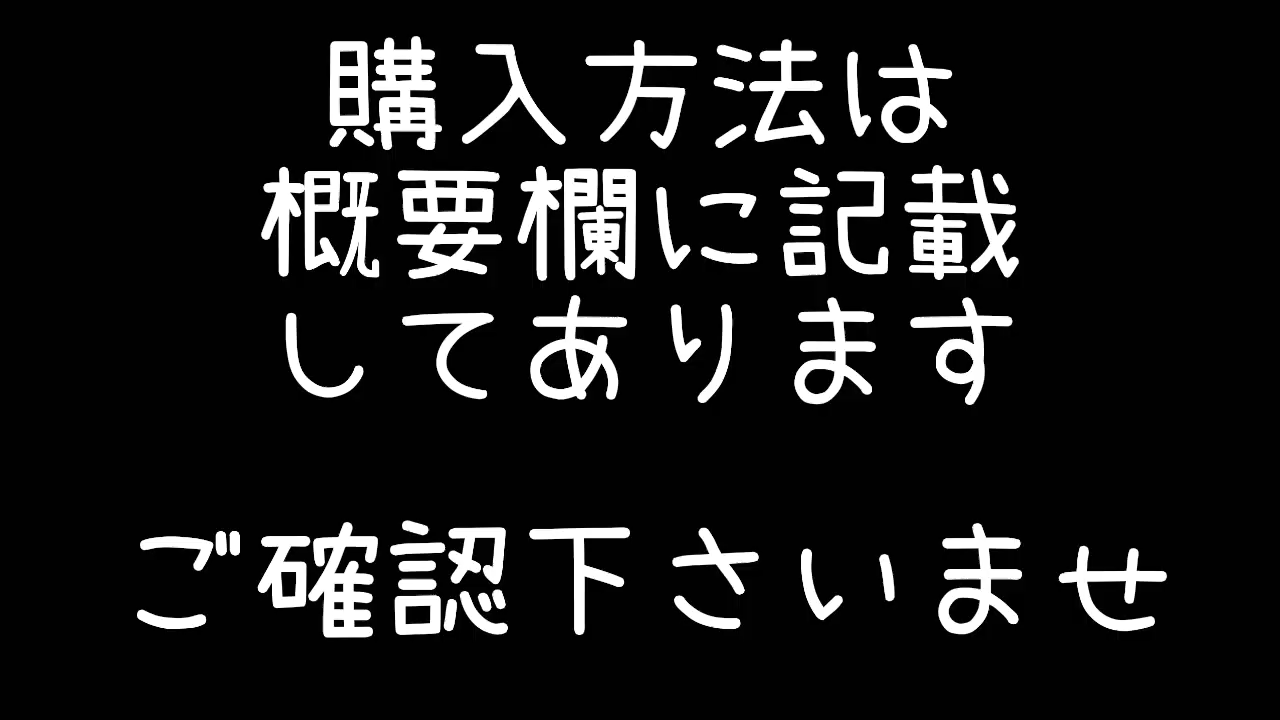 購入方法は
概要欄に記載
してあります
ご確認下さいませ